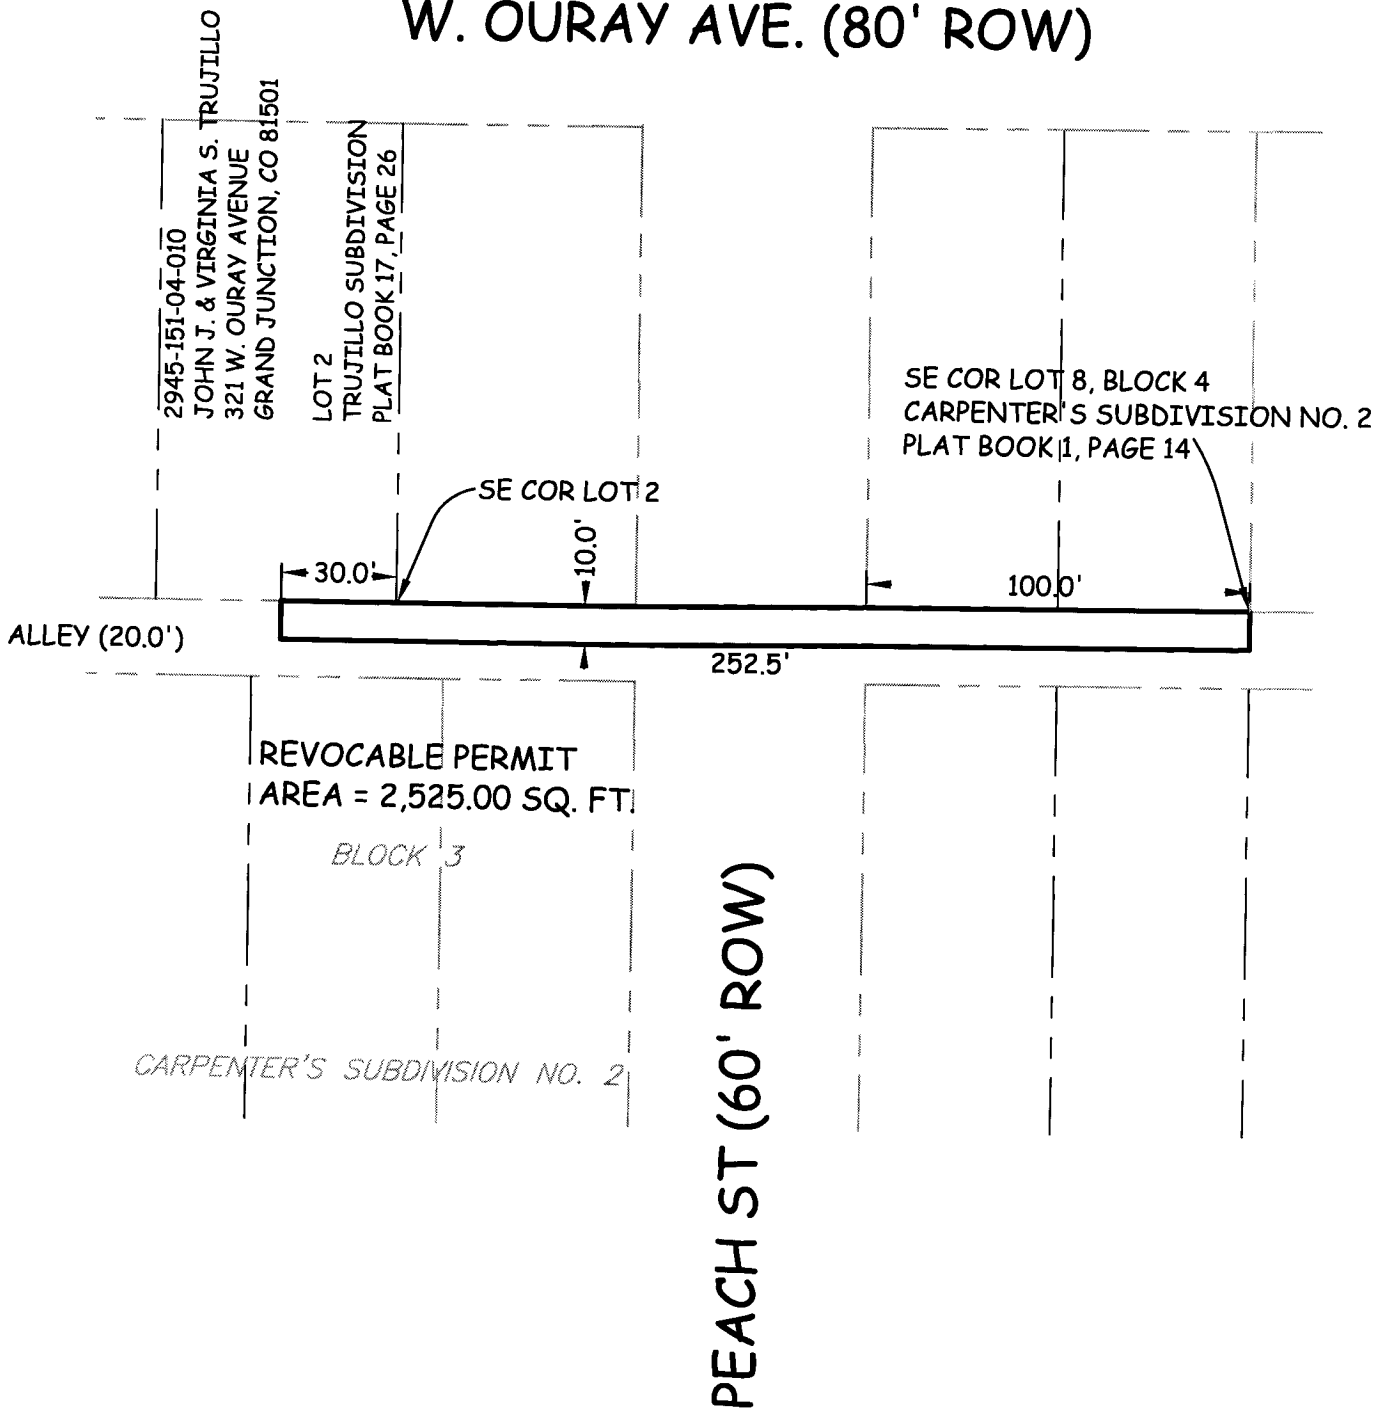 W. OURAY AVE. (80' ROW)
2945-151-04-010
JOHN J. & VIRGINIA S. TRUJILLO
321 W. OURAY AVENUE
GRAND JUNCTION, CO 81501
LOT 2
TRUJILLO SUBDIVISION
PLAT BOOK 17, PAGE 26
SE COR LOT 8, BLOCK 4
CARPENTER'S SUBDIVISION NO. 2
PLAT BOOK 1, PAGE 14
SE COR LOT 2
10.0'
30.0'
100.0'
ALLEY (20.0')
252.5'
REVOCABLE PERMIT
AREA = 2,525.00 SQ. FT.
BLOCK 3
CARPENTER'S SUBDIVISION NO. 2
PEACH ST (60' ROW)